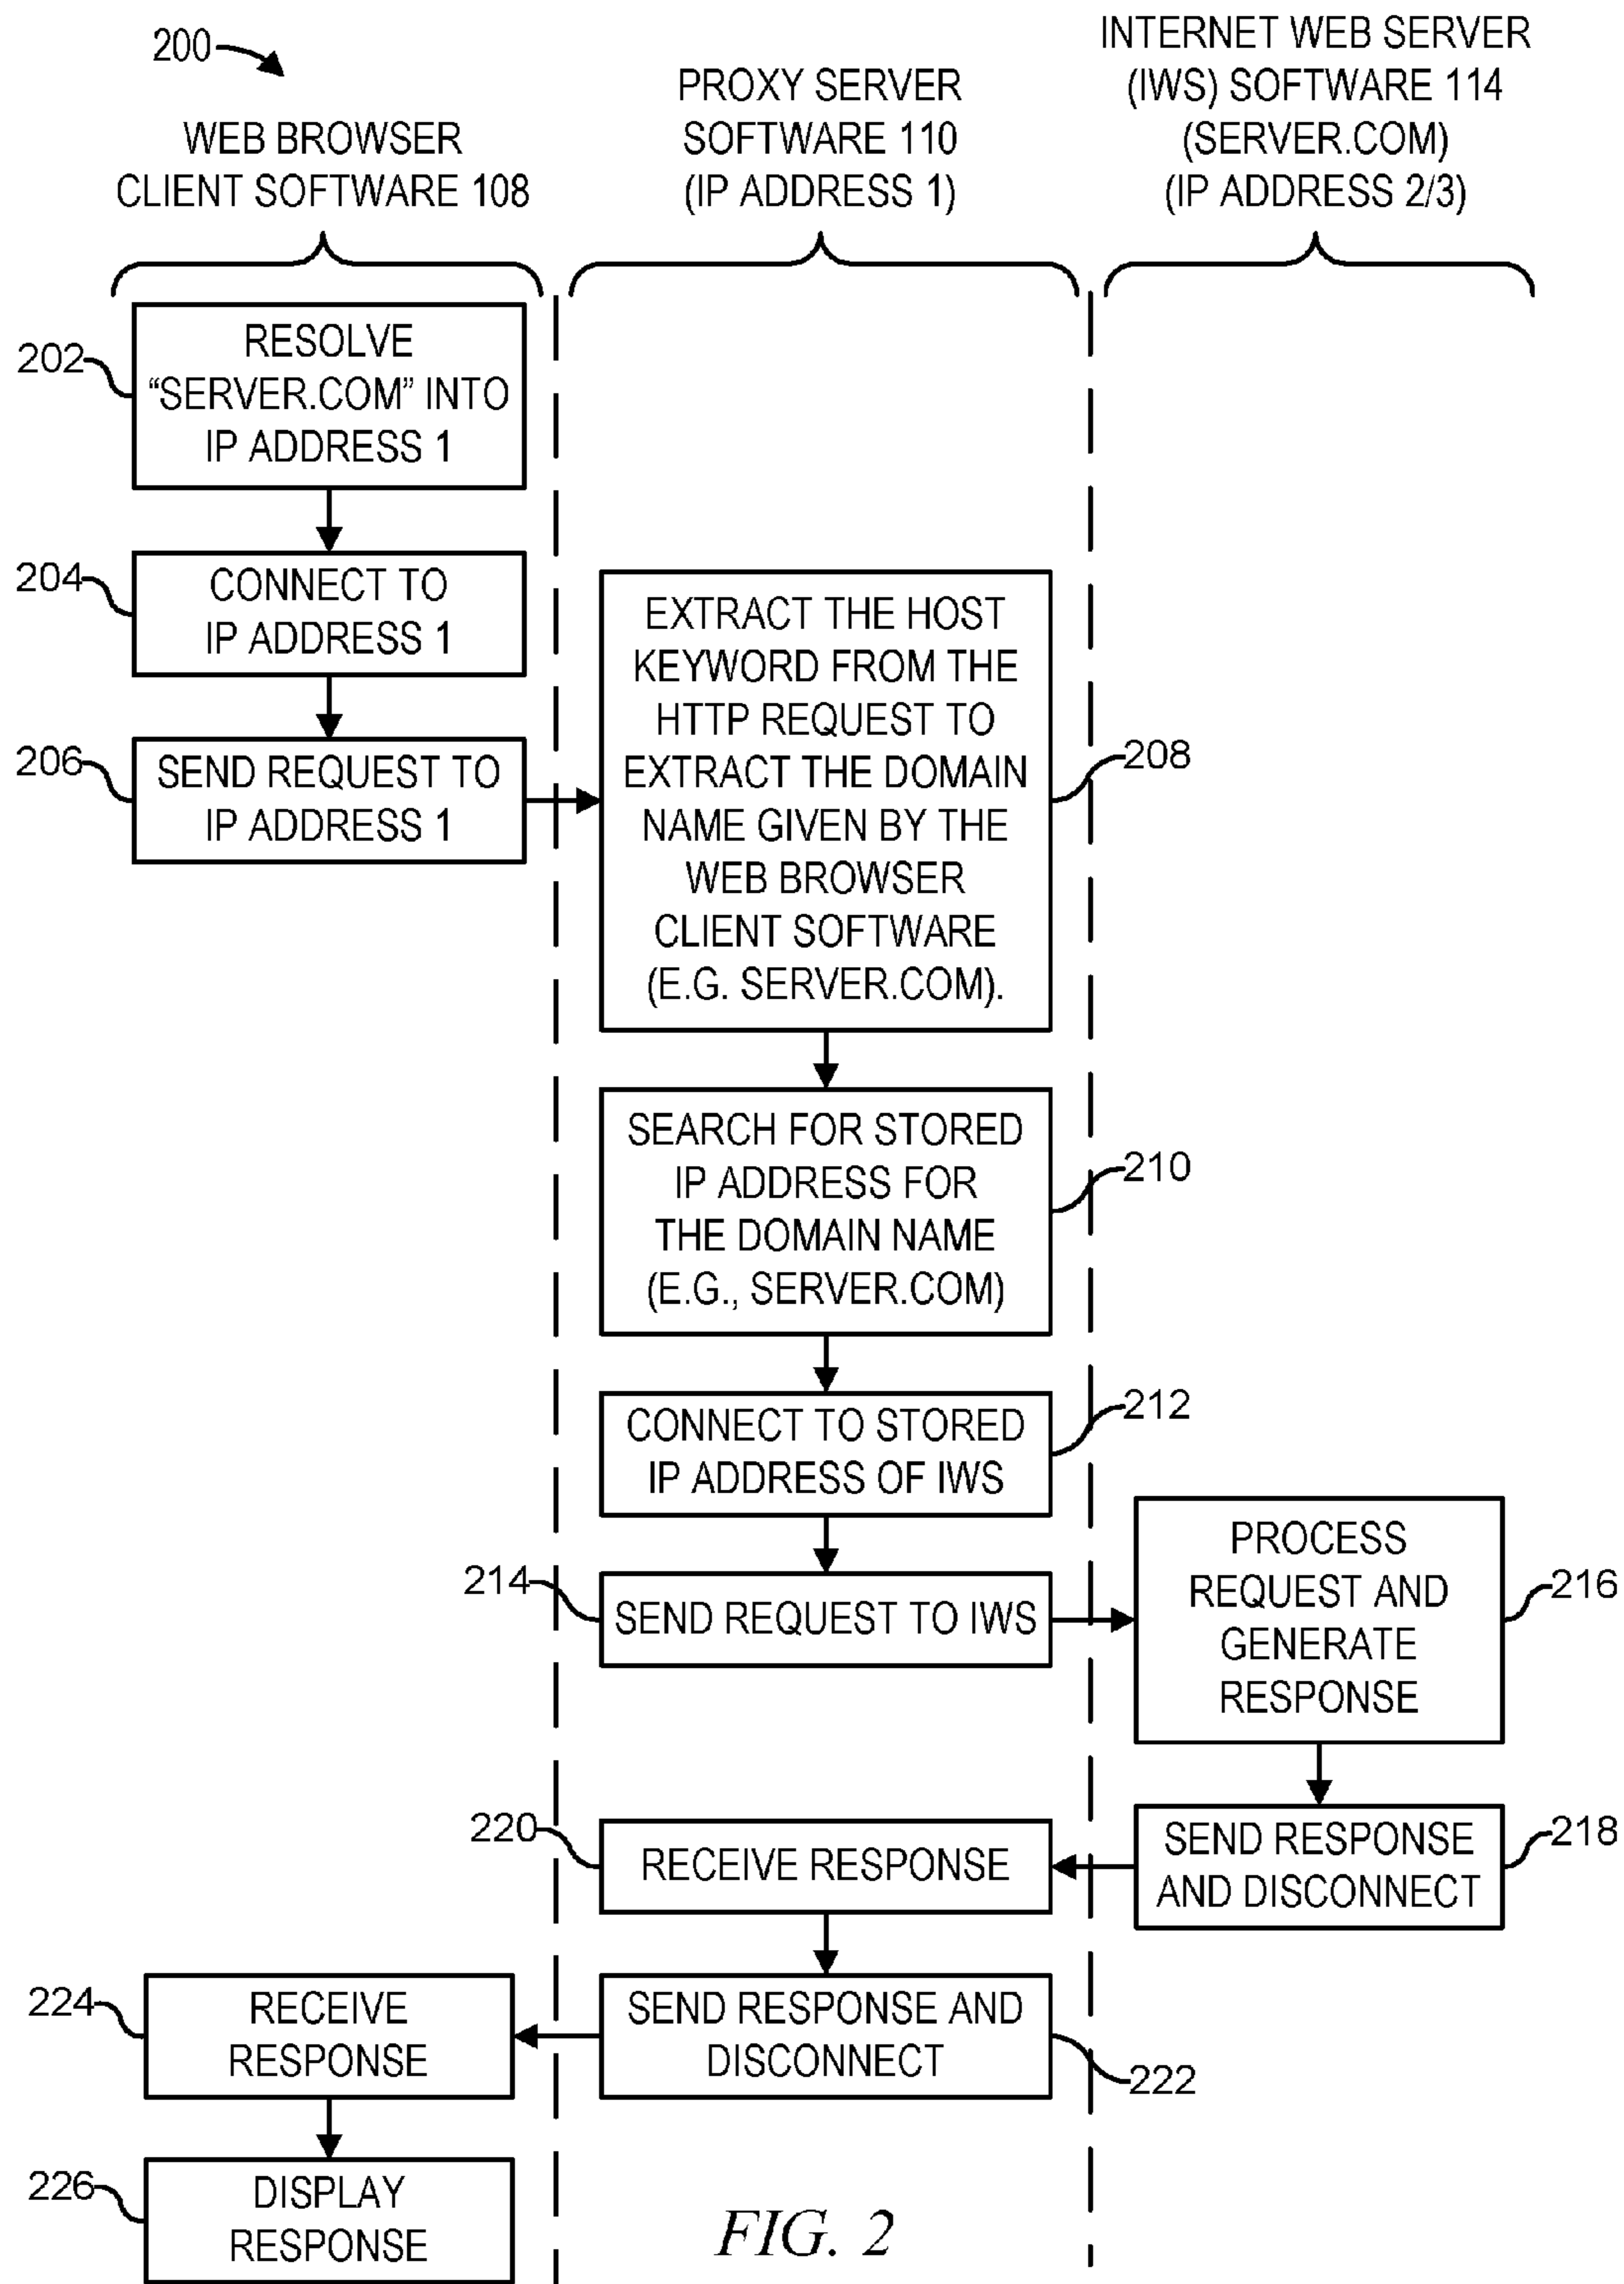 200
WEB BROWSER
CLIENT SOFTWARE 108
PROXY SERVER
SOFTWARE 110
(IP ADDRESS 1)
INTERNET WEB SERVER
(IWS) SOFTWARE 114
(SERVER.COM)
(IP ADDRESS 2/3)
202
RESOLVE
“SERVER.COM” INTO
IP ADDRESS 1
204
CONNECT TO
IP ADDRESS 1
206
SEND REQUEST TO
IP ADDRESS 1
EXTRACT THE HOST
KEYWORD FROM THE
HTTP REQUEST TO
EXTRACT THE DOMAIN
NAME GIVEN BY THE
WEB BROWSER
CLIENT SOFTWARE
(E.G. SERVER.COM).
208
SEARCH FOR STORED
IP ADDRESS FOR
THE DOMAIN NAME
(E.G., SERVER.COM)
210
CONNECT TO STORED
IP ADDRESS OF IWS
212
214
SEND REQUEST TO IWS
PROCESS
REQUEST AND
GENERATE
RESPONSE
216
SEND RESPONSE
AND DISCONNECT
218
220
RECEIVE RESPONSE
SEND RESPONSE AND
DISCONNECT
222
224
RECEIVE
RESPONSE
226
DISPLAY
RESPONSE
FIG. 2